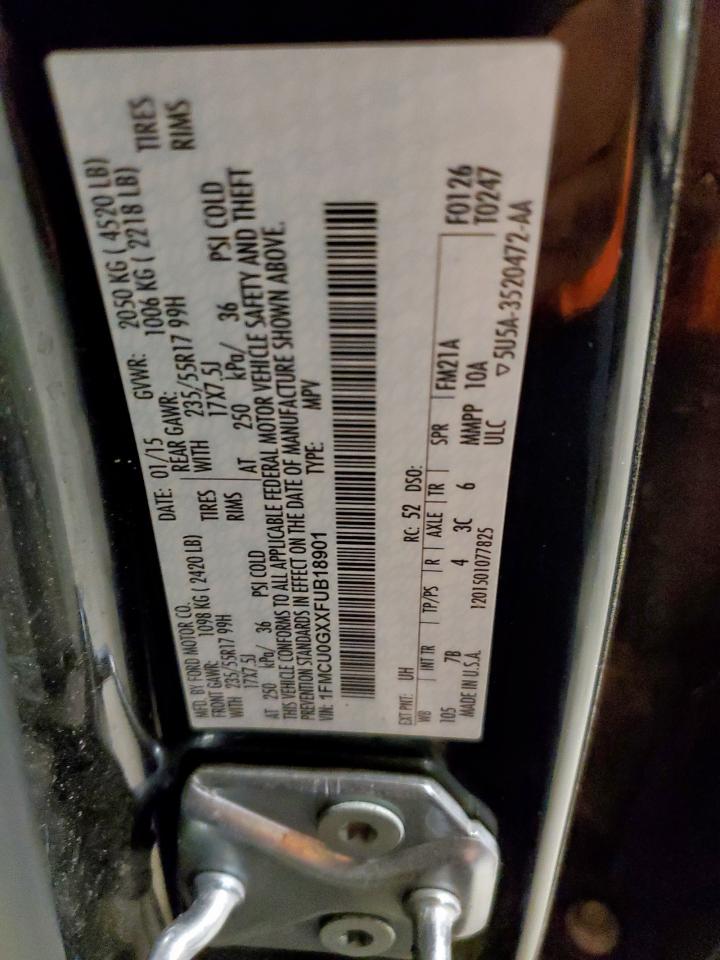 MFD. BY FORD MOTOR CO. DATE: 01/15 GVWR: 2050 KG ( 4520 LB)
FRONT GAWR: 1098 KG ( 2420 LB) REAR GAWR: 1006 KG ( 2218 LB)
WITH 235/55R17 99H TIRES WITH 235/55R17 99H TIRES
17X7.5J RIMS 17X7.5J RIMS
AT 250 kPa/ 36 PSI COLD AT 250 kPa/ 36 PSI COLD
THIS VEHICLE CONFORMS TO ALL APPLICABLE FEDERAL MOTOR VEHICLE SAFETY AND THEFT
PREVENTION STANDARDS IN EFFECT ON THE DATE OF MANUFACTURE SHOWN ABOVE.
VIN: 1FMCU0GXXFUB18901 TYPE: MPV
EXT PNT: UH RC: 52 DSO: F0126
WB INT TR TP/PS R AXLE TR SPR FM21A T0247
105 7B 4 3C 6 MMPP 10A
MADE IN U.S.A. 1201501077825 ULC ▽5U5A-3520472-AA